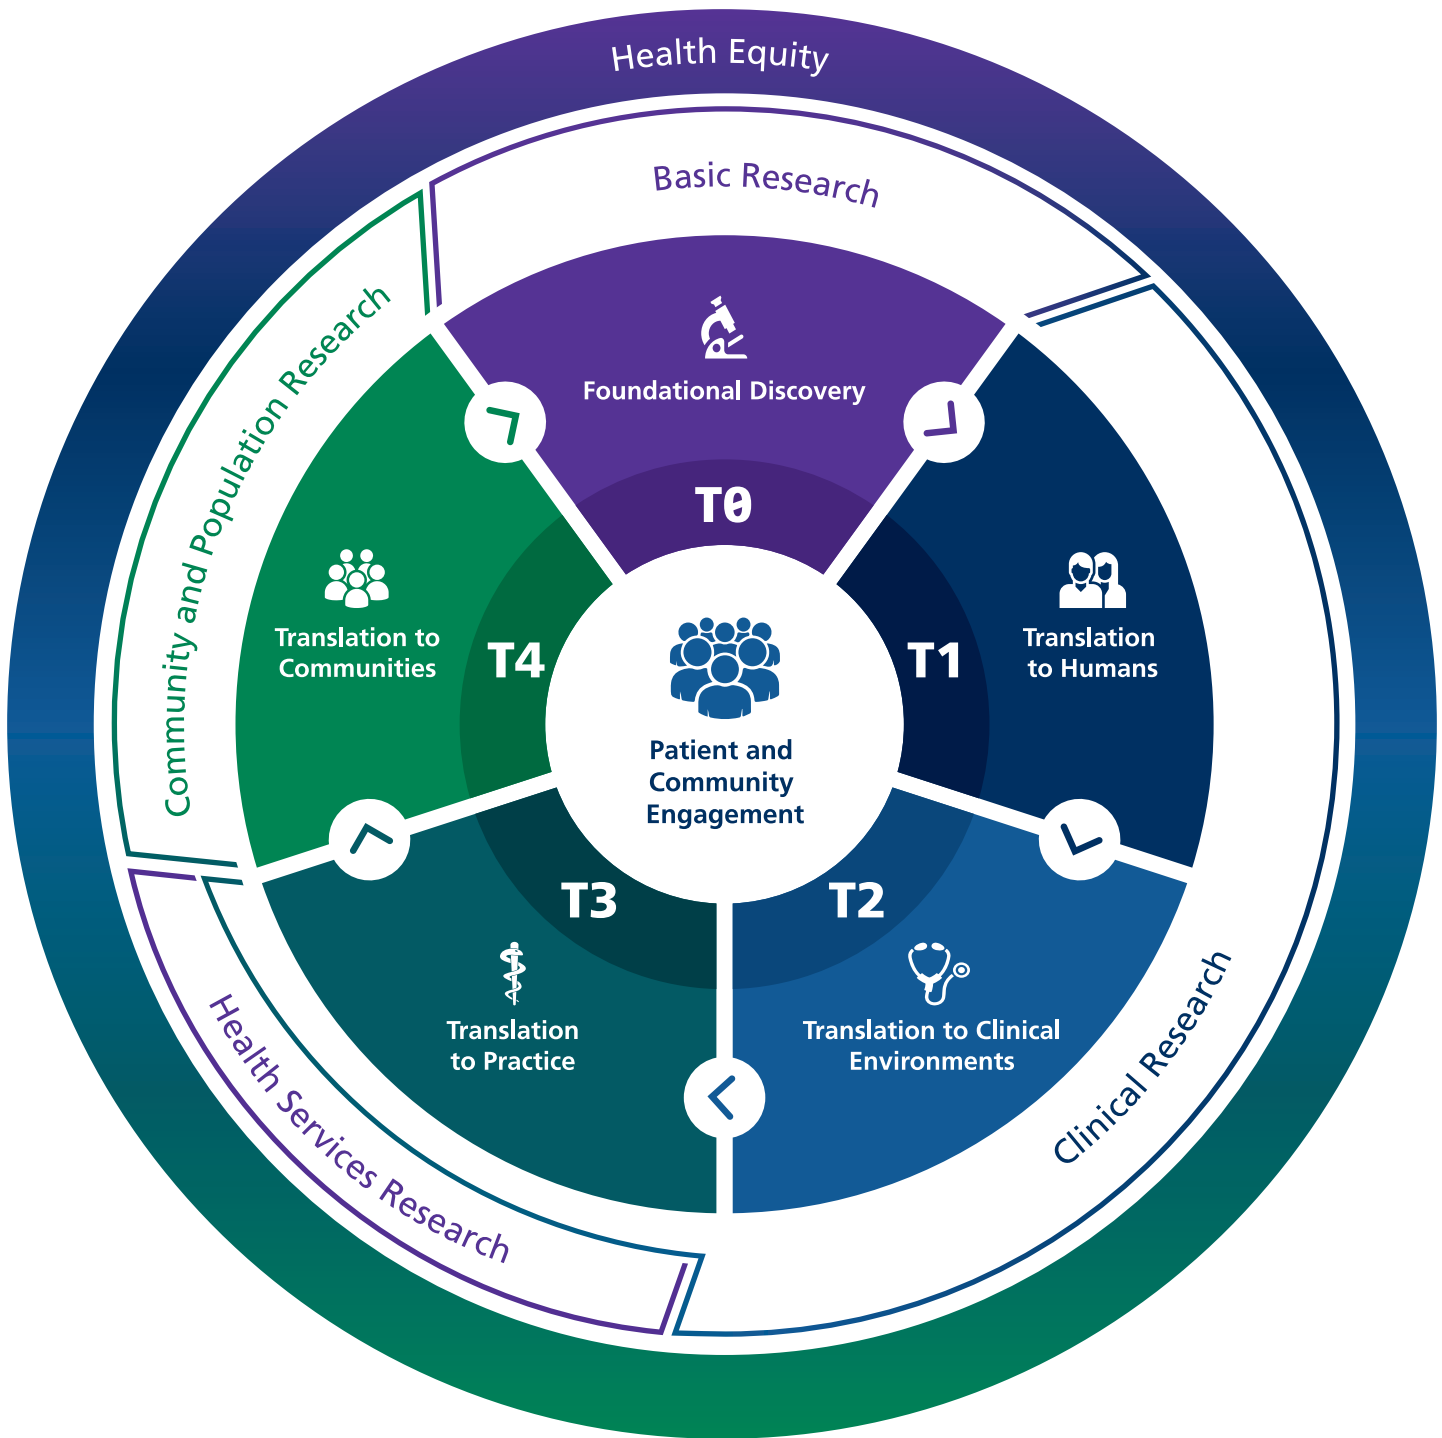 Health Equity
Basic Research
Foundational Discovery
T0
Translation
to Humans
T1
Clinical Research
T2
Translation to Clinical
Environments
Health Services Research
T3
Translation
to Practice
Community and Population Research
Translation to
Communities
T4
Patient and
Community
Engagement